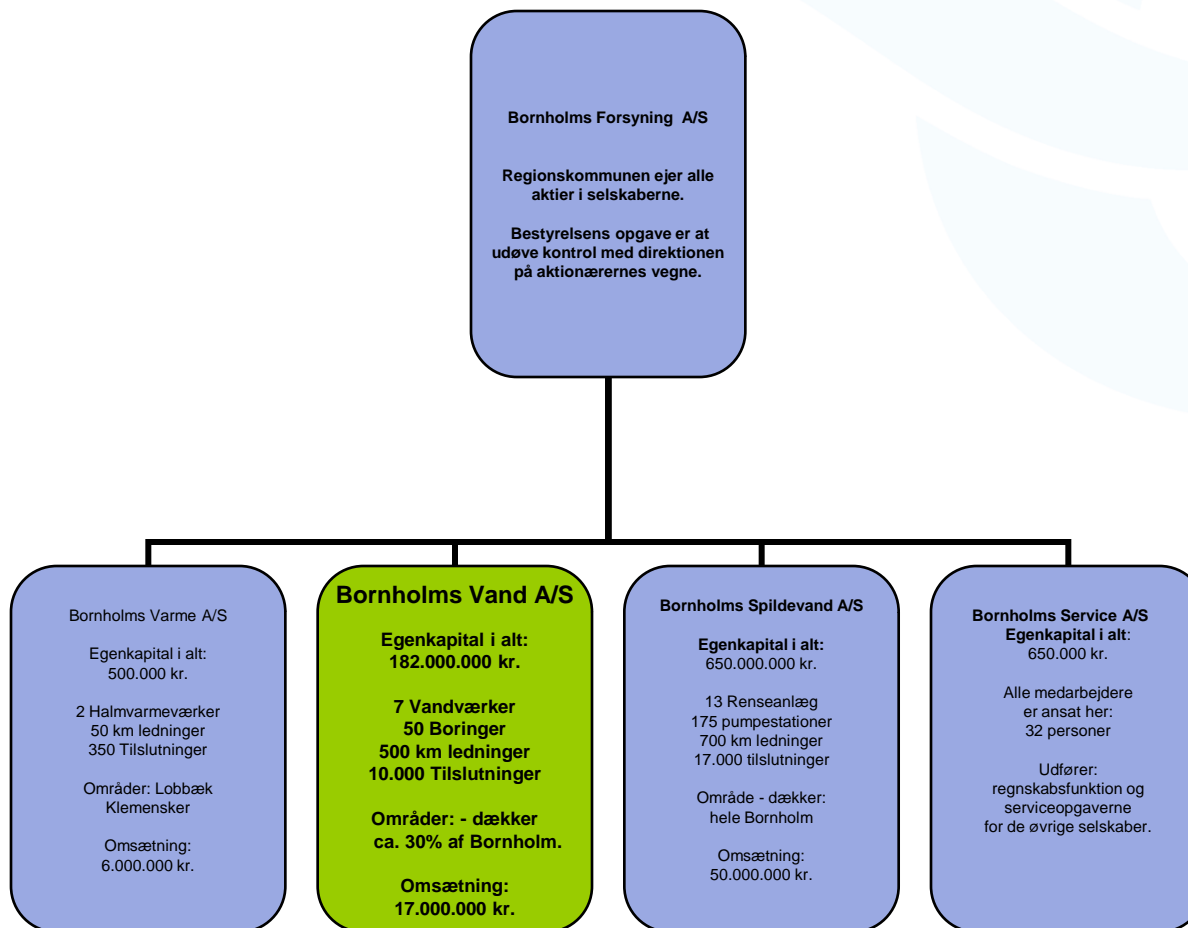 Bornholms Forsyning A/S
Regionskommunen ejer alle
aktier i selskaberne.
Bestyrelsens opgave er at
udøve kontrol med direktionen
på aktionærernes vegne.
Bornholms Varme A/S
Egenkapital i alt:
500.000 kr.
2 Halmvarmeværker
50 km ledninger
350 Tilslutninger
Områder: Lobbæk
Klemensker
Omsætning:
6.000.000 kr.
Bornholms Vand A/S
Egenkapital i alt:
182.000.000 kr.
7 Vandværker
50 Boringer
500 km ledninger
10.000 Tilslutninger
Områder: - dækker
ca. 30% af Bornholm.
Omsætning:
17.000.000 kr.
Bornholms Spildevand A/S
Egenkapital i alt:
650.000.000 kr.
13 Renseanlæg
175 pumpestationer
700 km ledninger
17.000 tilslutninger
Område - dækker:
hele Bornholm
Omsætning:
50.000.000 kr.
Bornholms Service A/S
Egenkapital i alt:
650.000 kr.
Alle medarbejdere
er ansat her:
32 personer
Udfører:
regnskabsfunktion og
serviceopgaverne
for de øvrige selskaber.